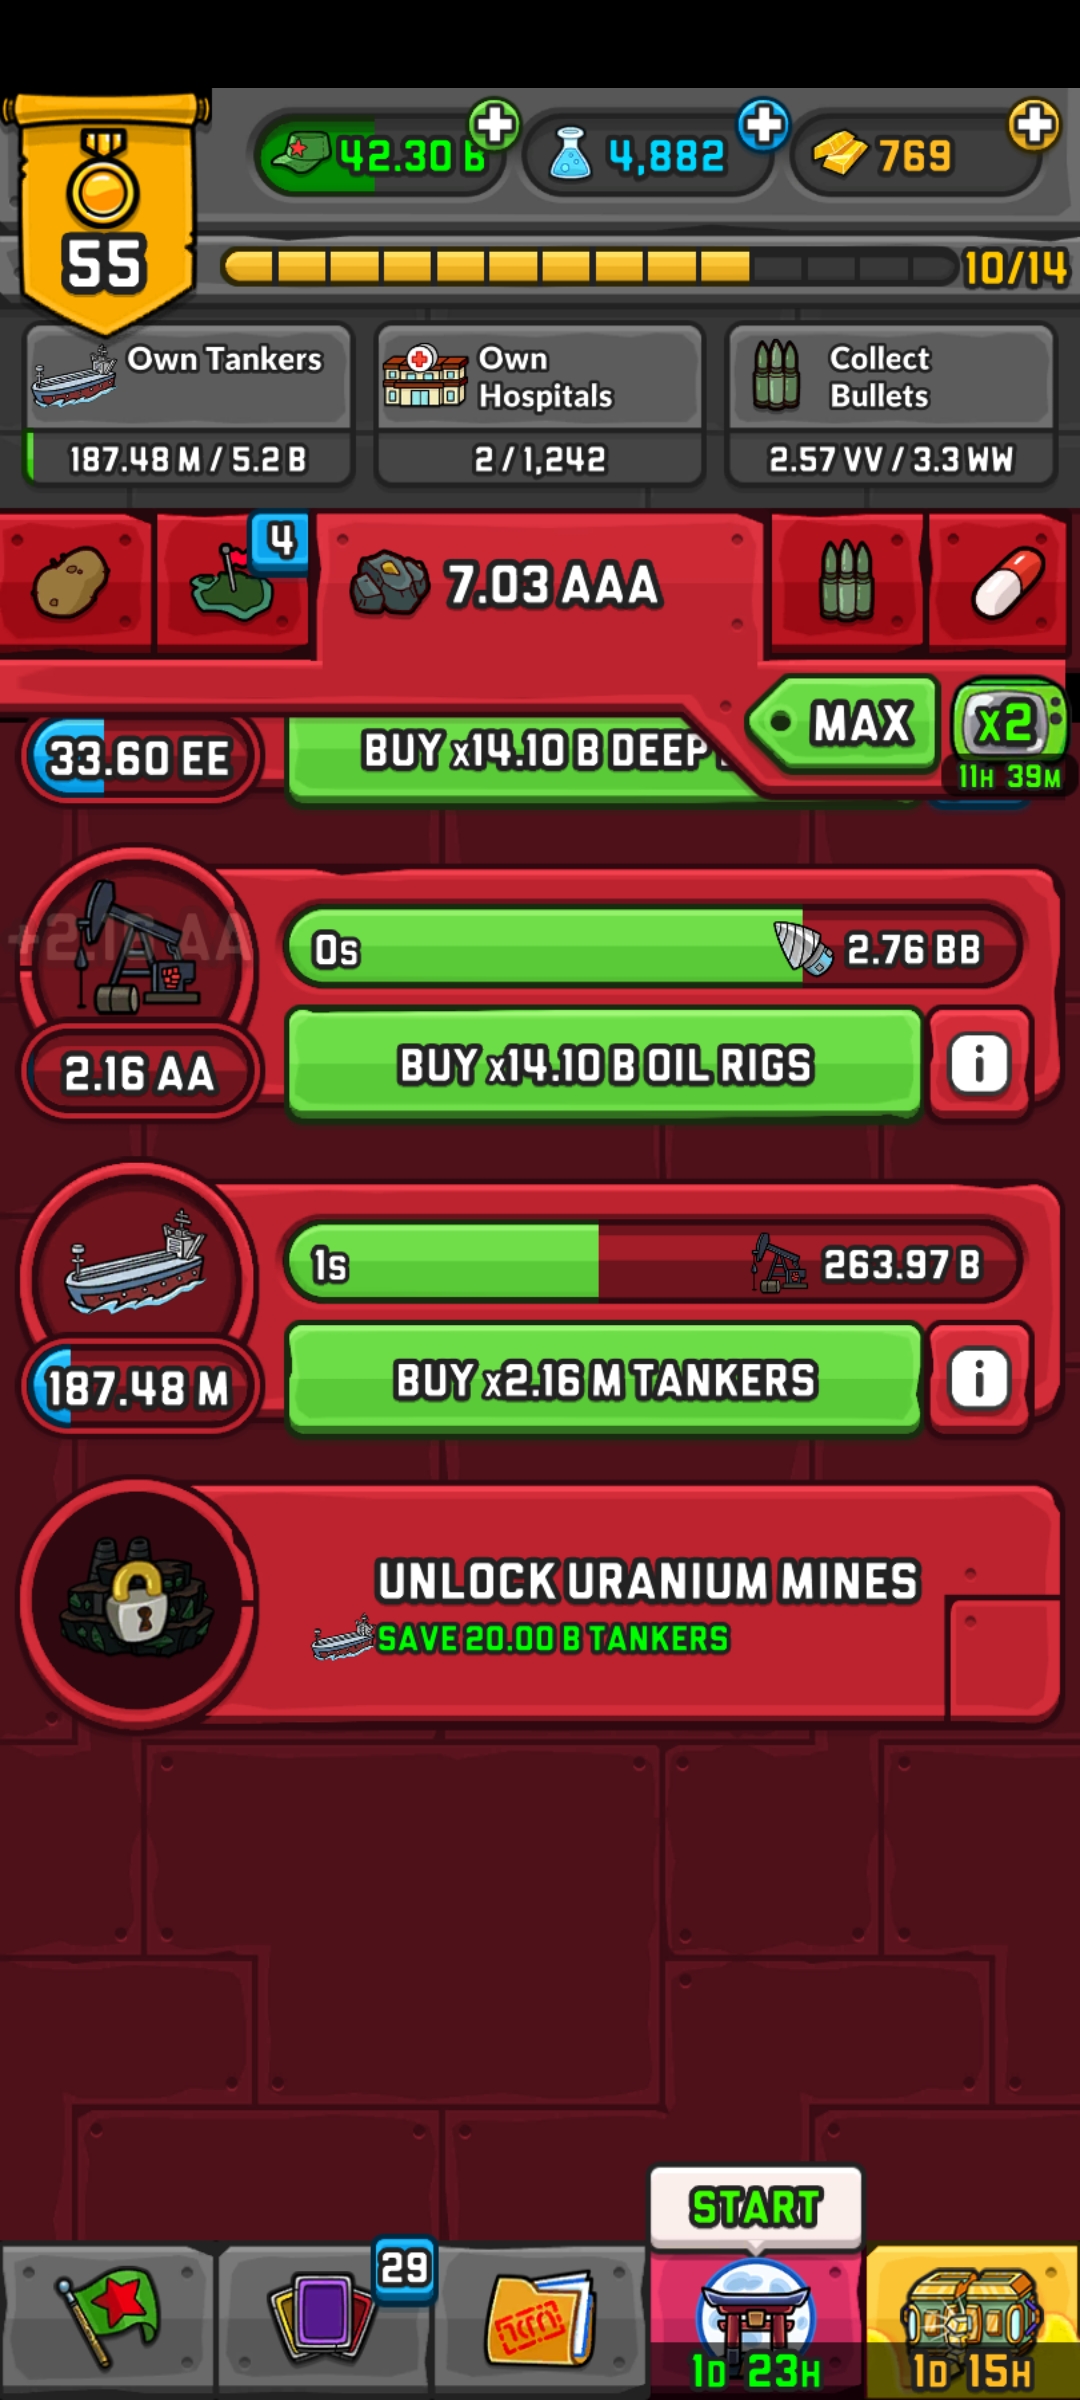 42.30 B
4,882
769
55
10/14
Own Tankers
187.48 M / 5.2 B
Own
Hospitals
2 / 1,242
Collect
Bullets
2.57 VV / 3.3 WW
4
7.03 AAA
MAX
x2
11H 39M
33.60 EE
BUY x14.10 B DEEP
+2.16 AA
0s
2.76 BB
2.16 AA
BUY x14.10 B OIL RIGS
i
1s
263.97 B
187.48 M
BUY x2.16 M TANKERS
i
UNLOCK URANIUM MINES
SAVE 20.00 B TANKERS
START
29
1D 23H
1D 15H